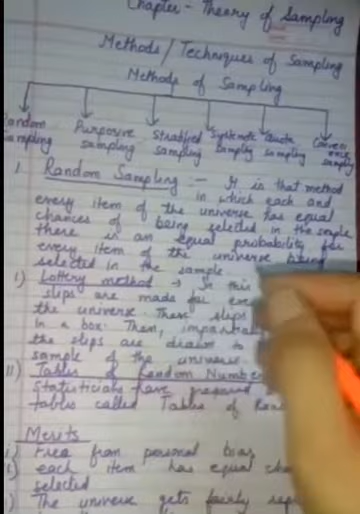 Chapter - Theory of Sampling
Methods/Techniques of Sampling
Methods of Sampling
Random Sampling
Purposive Sampling
Stratified Sampling
Systematic Sampling
Quota Sampling
Sampling
1. Random Sampling - It is that method
in which each and
every item of the universe has equal
chances of being selected in the sample
there is an equal probability for
every item of the universe being
selected in the sample.
i) Lottery method → In this
slips are made for
the universe. These slips
in a box. Then,
the slips are drawn to
sample of the universe.
ii) Tables of Random Number
Statisticians have prepared
tables called Tables of
Merits
i) Free from personal bias
each item has equal
selected
The universe gets fairly